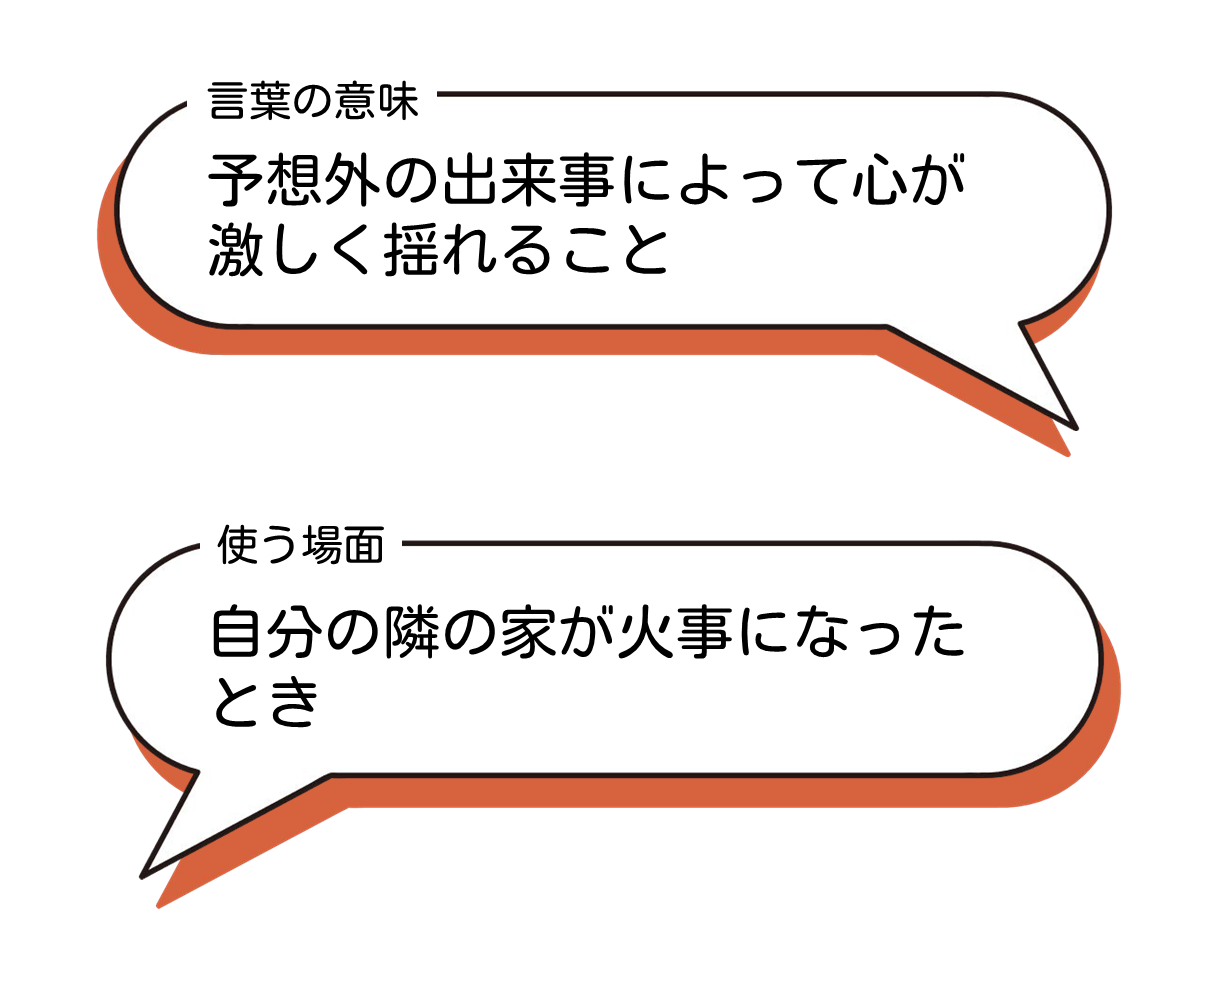 言葉の意味
予想外の出来事によって心が
激しく揺れること
使う場面
自分の隣の家が火事になった
とき